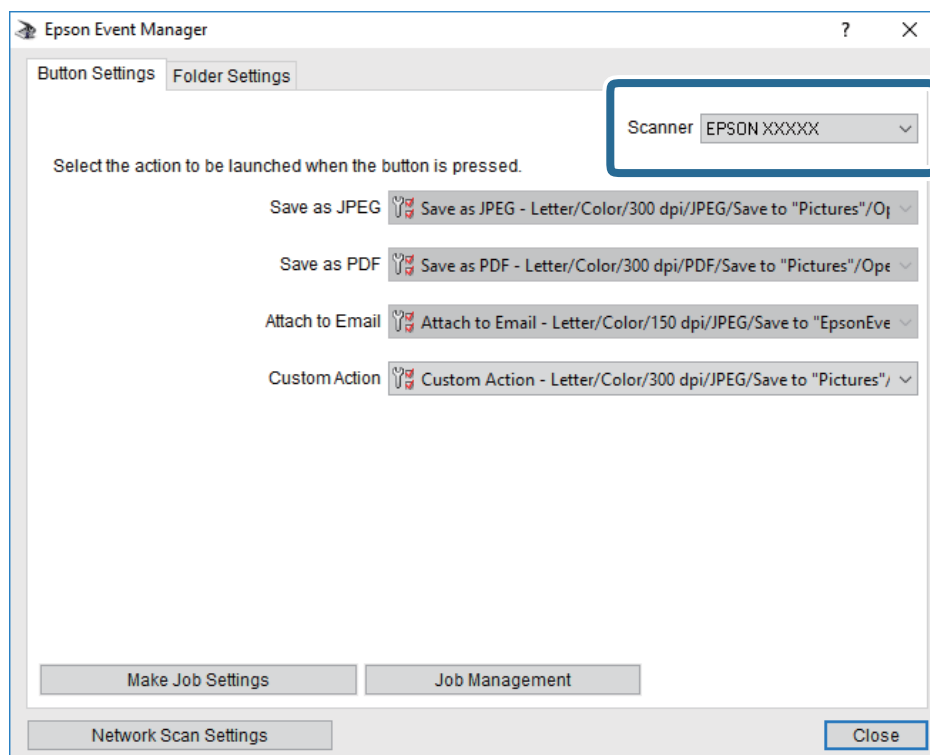 Epson Event Manager ?
Button Settings Folder Settings
Scanner EPSON XXXXX
Select the action to be launched when the button is pressed.
Save as JPEG Save as JPEG - Letter/Color/300 dpi/JPEG/Save to "Pictures"/Op
Save as PDF Save as PDF - Letter/Color/300 dpi/PDF/Save to "Pictures"/Ope
Attach to Email Attach to Email - Letter/Color/150 dpi/JPEG/Save to "EpsonEve
Custom Action Custom Action - Letter/Color/300 dpi/JPEG/Save to "Pictures"/
Make Job Settings Job Management
Network Scan Settings Close